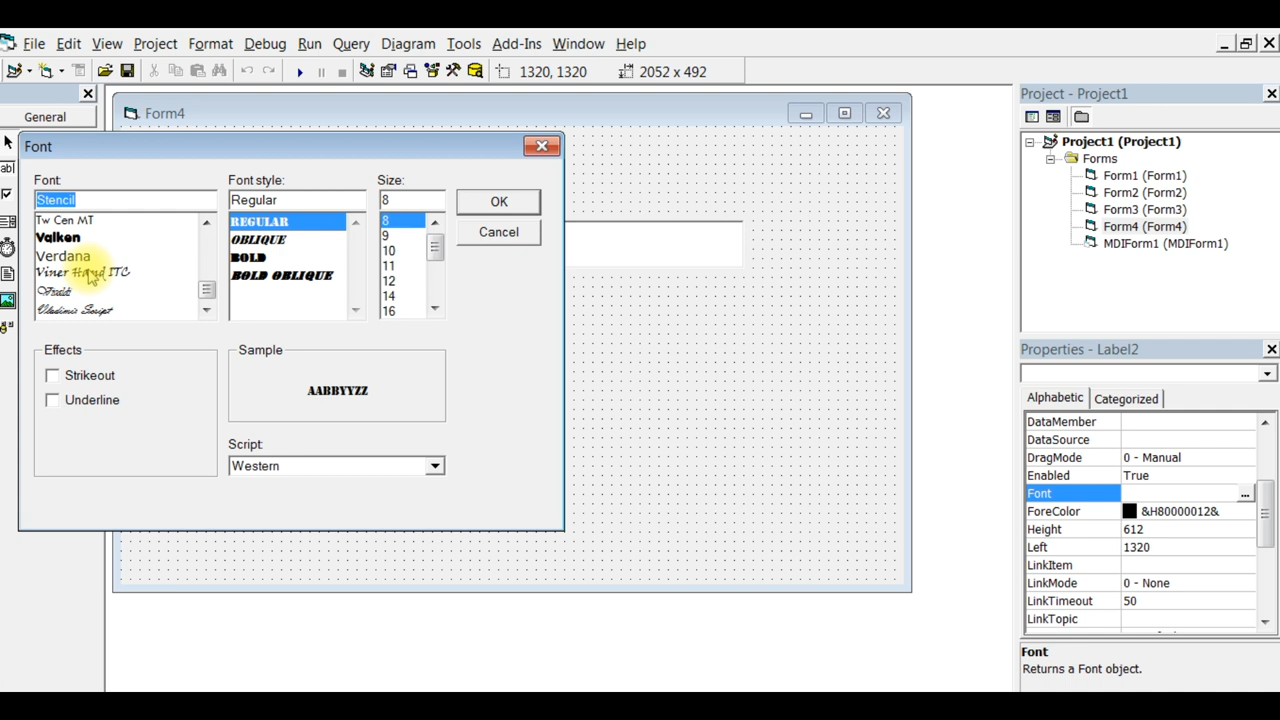 File Edit View Project Format Debug Run Query Diagram Tools Add-Ins Window Help
1320, 1320 2052 x 492
General
Form4
Font
Font:
Stencil
Tw Cen MT
Valken
Verdana
Viner Hand ITC
Vivaldi
Vladimir Script
Font style:
Regular
REGULAR
OBLIQUE
BOLD
BOLD OBLIQUE
Size:
8
8
9
10
11
12
14
16
OK
Cancel
Effects
Strikeout
Underline
Sample
AABBYYZZ
Script:
Western
Project - Project1
Project1 (Project1)
Forms
Form1 (Form1)
Form2 (Form2)
Form3 (Form3)
Form4 (Form4)
MDIForm1 (MDIForm1)
Properties - Label2
Alphabetic Categorized
DataMember
DataSource
DragMode 0 - Manual
Enabled True
Font ...
ForeColor &H80000012&
Height 612
Left 1320
LinkItem
LinkMode 0 - None
LinkTimeout 50
LinkTopic
Font
Returns a Font object.